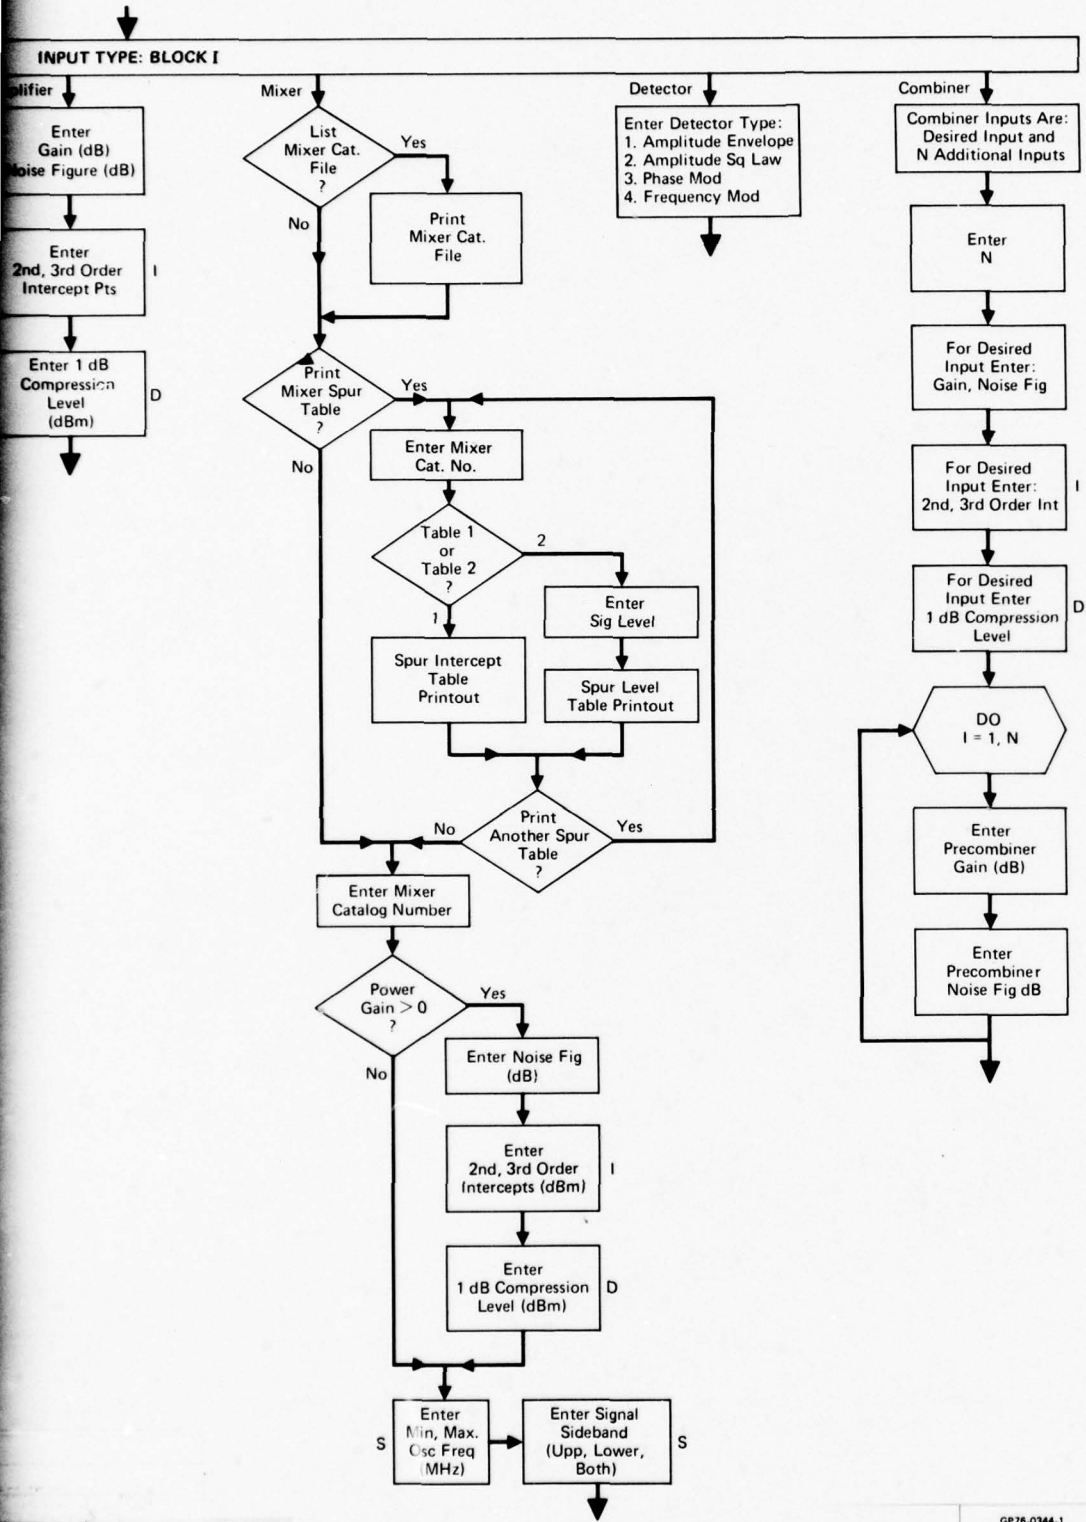 INPUT TYPE: BLOCK I
Enter
Gain (dB)
Noise Figure (dB)
Enter
2nd, 3rd Order
Intercept Pts
I
Enter 1 dB
Compression
Level
(dBm)
D
Mixer
List
Mixer Cat.
File
?
Yes
No
Print
Mixer Cat.
File
Print
Mixer Spur
Table
?
Yes
No
Enter Mixer
Cat. No.
Table 1
or
Table 2
?
2
1
Enter
Sig Level
Spur Intercept
Table
Printout
Spur Level
Table Printout
Print
Another Spur
Table
?
No
Yes
Enter Mixer
Catalog Number
Power
Gain > 0
?
Yes
No
Enter Noise Fig
(dB)
Enter
2nd, 3rd Order
Intercepts (dBm)
I
Enter
1 dB Compression
Level (dBm)
D
S
Enter
Min, Max.
Osc Freq
(MHz)
Enter Signal
Sideband
(Upp, Lower,
Both)
S
Detector
Enter Detector Type:
1. Amplitude Envelope
2. Amplitude Sq Law
3. Phase Mod
4. Frequency Mod
Combiner
Combiner Inputs Are:
Desired Input and
N Additional Inputs
Enter
N
For Desired
Input Enter:
Gain, Noise Fig
For Desired
Input Enter:
2nd, 3rd Order Int
I
For Desired
Input Enter
1 dB Compression
Level
D
DO
I = 1, N
Enter
Precombiner
Gain (dB)
Enter
Precombiner
Noise Fig dB
GP76-0344-1